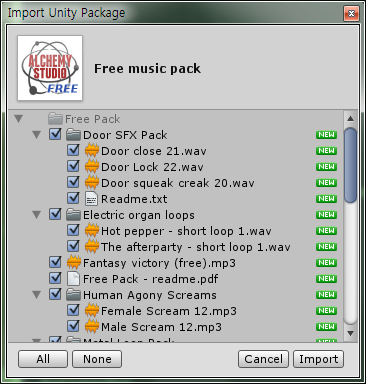 Import Unity Package
ALCHEMY
STUDIO
FREE
Free music pack
Free Pack
Door SFX Pack NEW
Door close 21.wav NEW
Door Lock 22.wav NEW
Door squeak creak 20.wav NEW
Readme.txt NEW
Electric organ loops NEW
Hot pepper - short loop 1.wav NEW
The afterparty - short loop 1.wav NEW
Fantasy victory (free).mp3 NEW
Free Pack - readme.pdf NEW
Human Agony Screams NEW
Female Scream 12.mp3 NEW
Male Scream 12.mp3 NEW
Metal Loop Pack NEW
All None Cancel Import